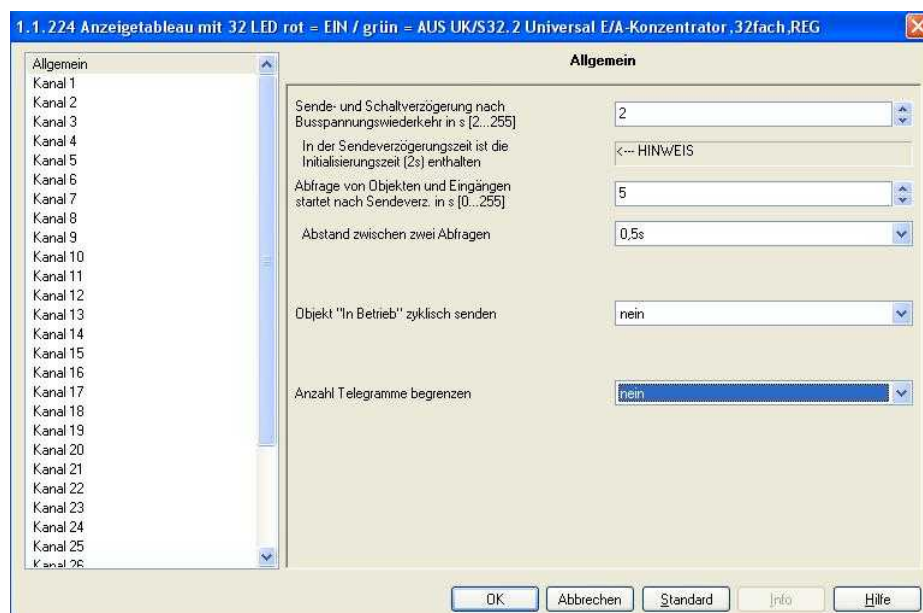 1.1.224 Anzeigetableau mit 32 LED rot = EIN / grün = AUS UK/S32.2 Universal E/A-Konzentrator,32fach,REG
Allgemein
Kanal 1
Kanal 2
Kanal 3
Kanal 4
Kanal 5
Kanal 6
Kanal 7
Kanal 8
Kanal 9
Kanal 10
Kanal 11
Kanal 12
Kanal 13
Kanal 14
Kanal 15
Kanal 16
Kanal 17
Kanal 18
Kanal 19
Kanal 20
Kanal 21
Kanal 22
Kanal 23
Kanal 24
Kanal 25
Kanal 26
Allgemein
Sende- und Schaltverzögerung nach
Busspannungswiederkehr in s [2...255]
2
In der Sendeverzögerungszeit ist die
Initialisierungszeit (2s) enthalten
<--- HINWEIS
Abfrage von Objekten und Eingängen
startet nach Sendeverz. in s [0...255]
5
Abstand zwischen zwei Abfragen
0,5s
Objekt "In Betrieb" zyklisch senden
nein
Anzahl Telegramme begrenzen
nein
OK
Abbrechen
Standard
Info
Hilfe